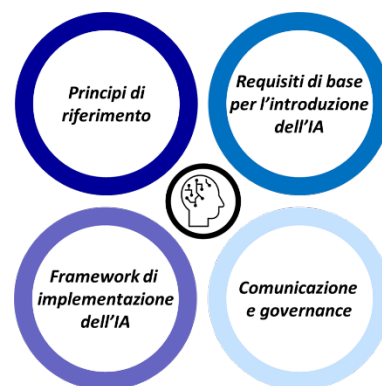 Principi di
riferimento
Requisiti di base
per l'introduzione
dell'IA
Framework di
implementazione
dell'IA
Comunicazione
e governance